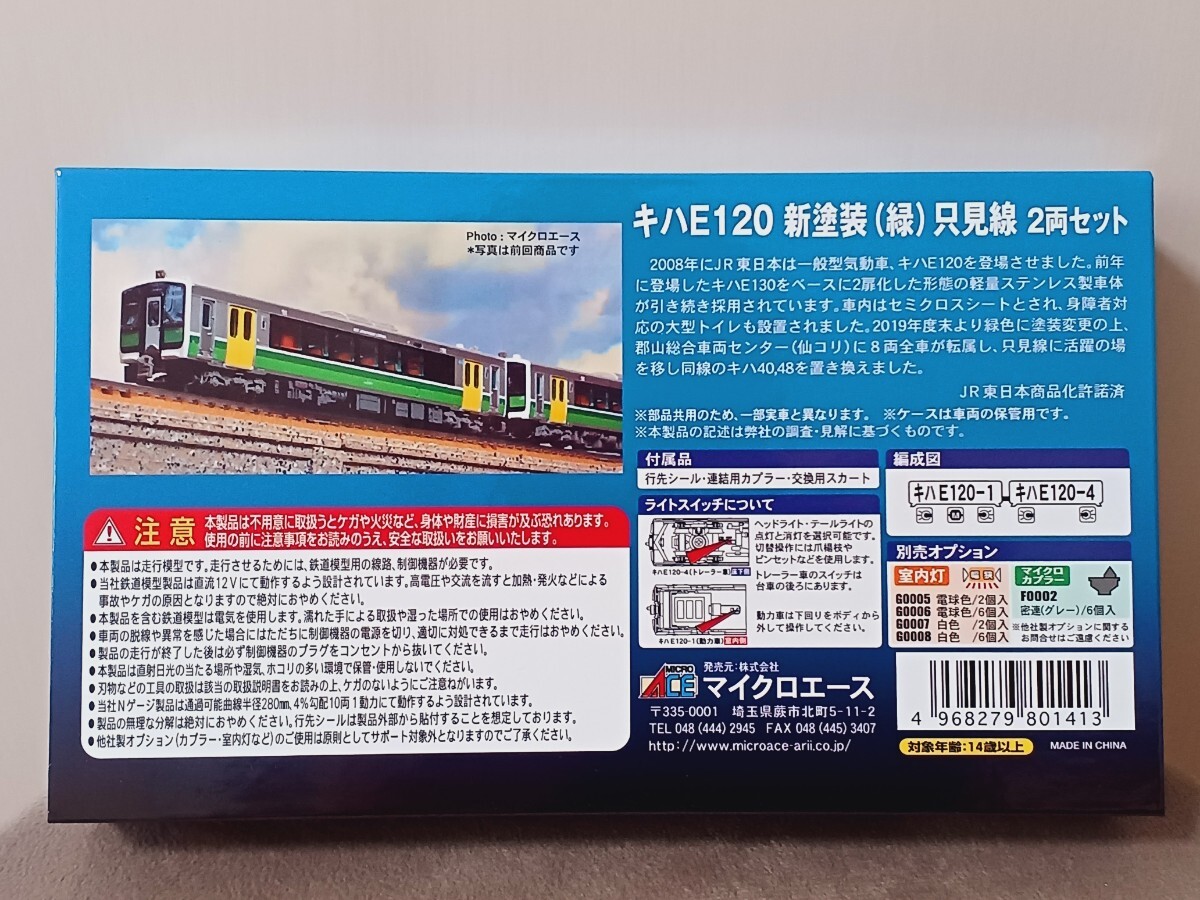 Photo : マイクロエース
*写真は前回商品です
キハE120 新塗装（緑）只見線 2両セット
2008年にJR東日本は一般型気動車、キハE120を登場させました。前年
に登場したキハE130をベースに2扉化した形態の軽量ステンレス製車体
が引き続き採用されています。車内はセミクロスシートとされ、身障者対
応の大型トイレも設置されました。2019年度末より緑色に塗装変更の上、
郡山総合車両センター（仙コリ）に８両全車が転属し、只見線に活躍の場
を移し同線のキハ40,48を置き換えました。
JR東日本商品化許諾済
※部品共用のため、一部実車と異なります。 ※ケースは車両の保管用です。
※本製品の記述は弊社の調査・見解に基づくものです。
付属品
行先シール・連結用カプラー・交換用スカート
ライトスイッチについて
ヘッドライト・テールライトの
点灯と消灯を選択可能です。
切替操作には爪楊枝や
ピンセットなどを使用します。
キハE120-4(トレーラー車) 床下側
トレーラー車のスイッチは
台車の後ろにあります。
動力車は下回りをボディから
外して操作してください。
キハE120-1(動力車) 室内側
編成図
キハE120-1 キハE120-4
M
別売オプション
室内灯
G0005 電球色/2個入
G0006 電球色/6個入
G0007 白色 /2個入
G0008 白色 /6個入
マイクロ
カプラー
F0002
密連(グレー)/6個入
※他社製オプションに関する
お問合せはご遠慮ください
注意
本製品は不用意に取扱うとケガや火災など、身体や財産に損害が及ぶ恐れあります。
使用の前に注意事項をお読みのうえ、安全な取扱いをお願いいたします。
●本製品は走行模型です。走行させるためには、鉄道模型用の線路、制御機器が必要です。
●当社鉄道模型製品は直流12Vにて動作するよう設計されています。高電圧や交流を流すと加熱・発火などによる
事故やケガの原因となりますので絶対におやめください。
●本製品を含む鉄道模型は電気を使用します。濡れた手による取扱や湿った場所での使用はおやめください。
●車両の脱線や異常を感じた場合にはただちに制御機器の電源を切り、適切に対処できるまで走行はおやめください。
●製品の走行が終了した後は必ず制御機器のプラグをコンセントから抜いてください。
●本製品は直射日光の当たる場所や湿気、ホコリの多い環境で保管・使用しないでください。
●刃物などの工具の取扱は該当の取扱説明書をお読みの上、ケガのないようにご注意ねがいます。
●当社Nゲージ製品は通過可能曲線半径280mm、4%勾配10両1動力にて動作するよう設計されています。
●製品の無理な分解は絶対におやめください。行先シールは製品外部から貼付することを想定しております。
●他社製オプション(カプラー・室内灯など)のご使用は原則としてサポート対象外となりますのでご了承ください。
MICRO
ACE
発売元：株式会社
マイクロエース
〒335-0001 埼玉県蕨市北町5-11-2
TEL 048 (444) 2945 FAX 048 (445) 3407
http://www.microace-arii.co.jp/
4 968279 801413
対象年齢：14歳以上
MADE IN CHINA